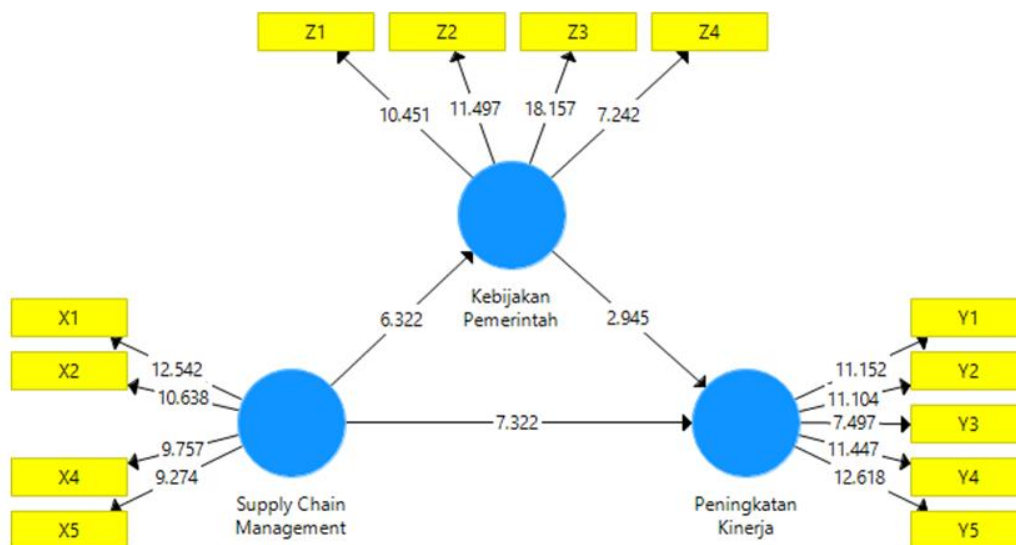 Z1
Z2
Z3
Z4
10.451
11.497
18.157
7.242
Kebijakan
Pemerintah
6.322
2.945
X1
X2
X4
X5
12.542
10.638
9.757
9.274
Supply Chain
Management
7.322
Peningkatan
Kinerja
11.152
11.104
7.497
11.447
12.618
Y1
Y2
Y3
Y4
Y5